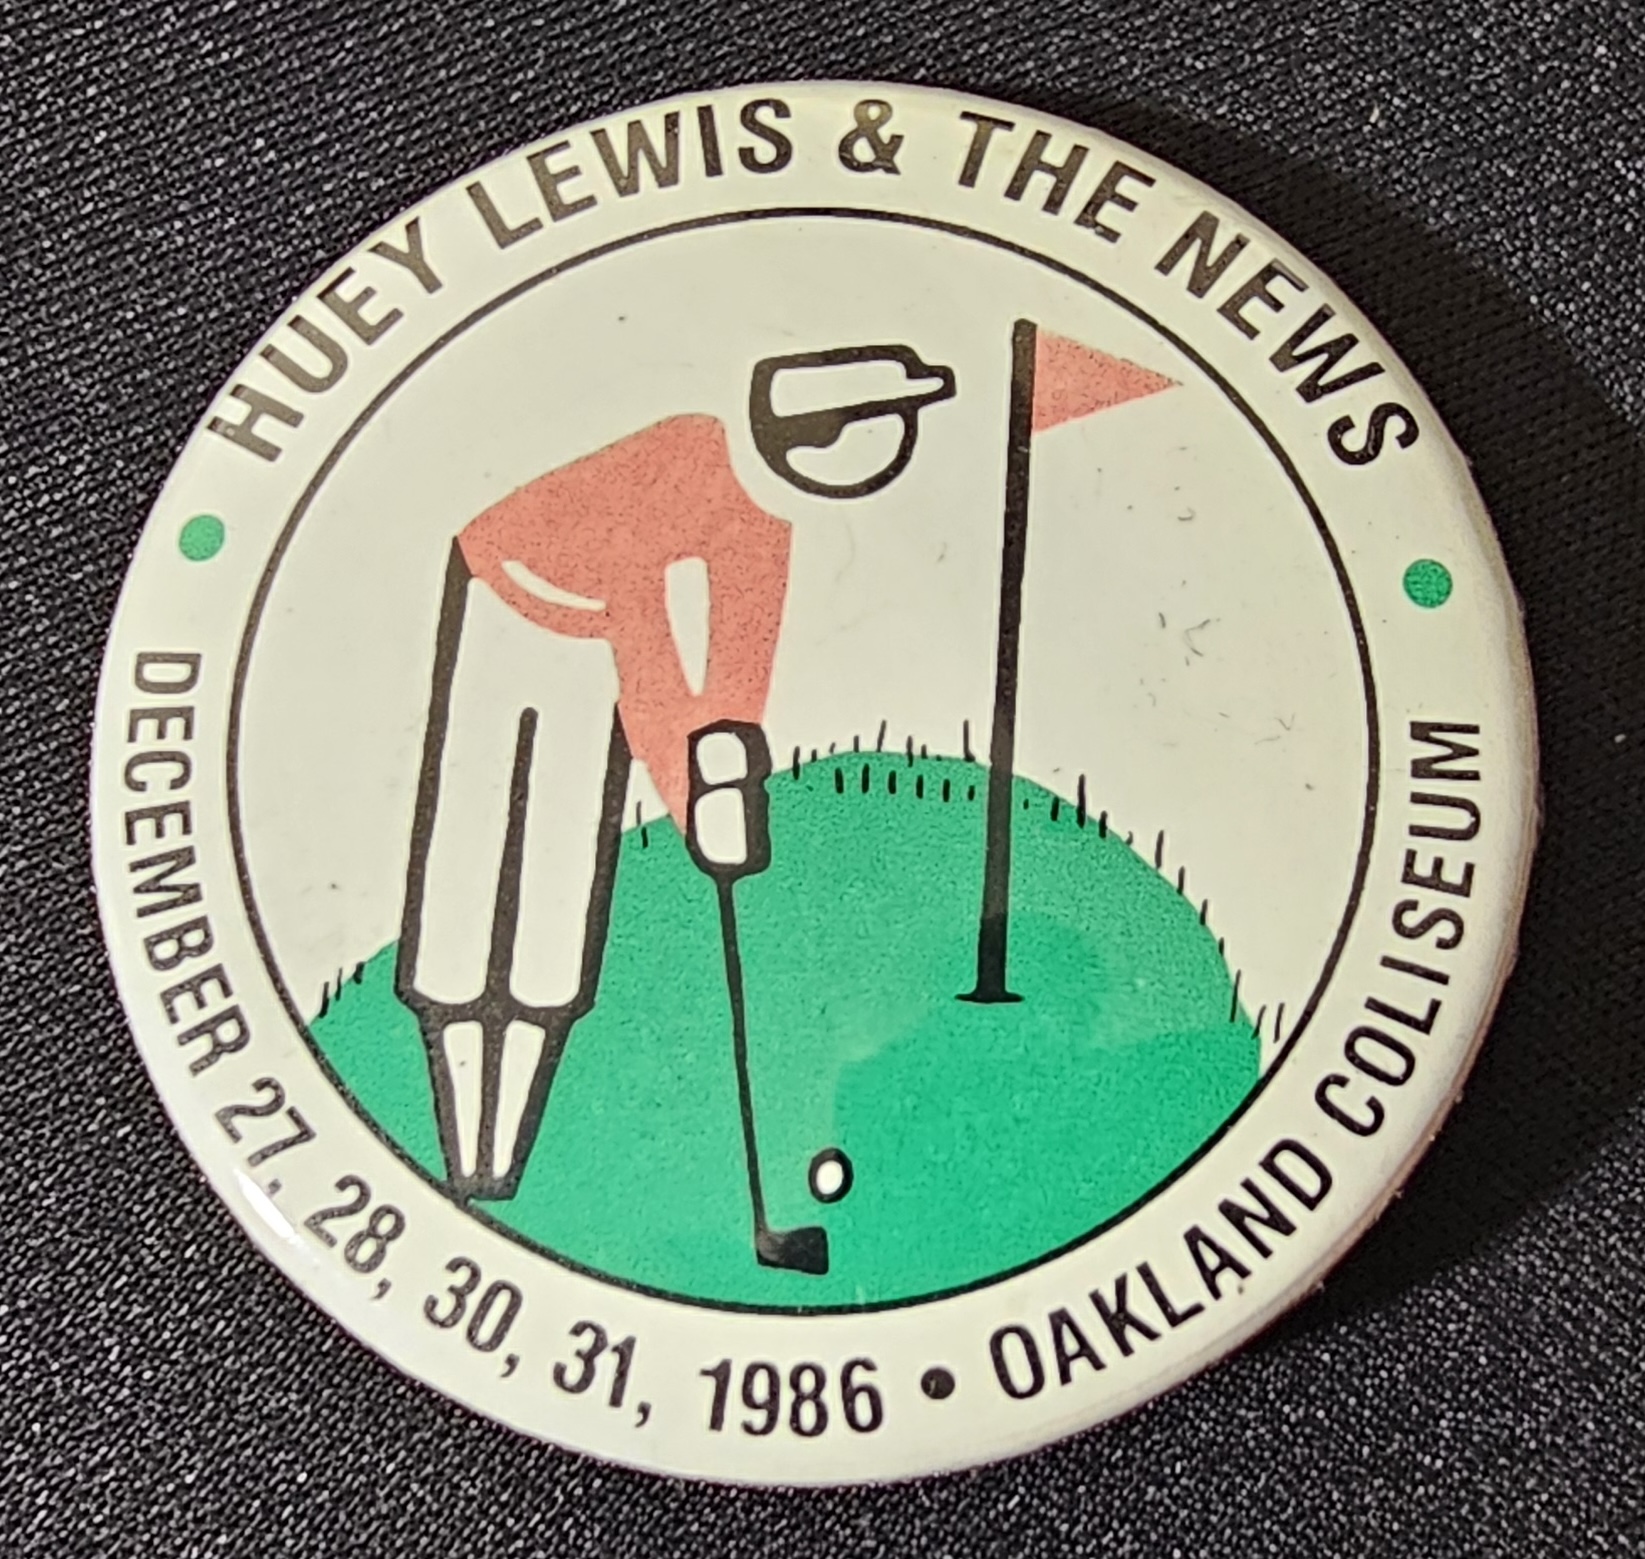 HUEY LEWIS & THE NEWS
DECEMBER 27, 28, 30, 31, 1986 • OAKLAND COLISEUM